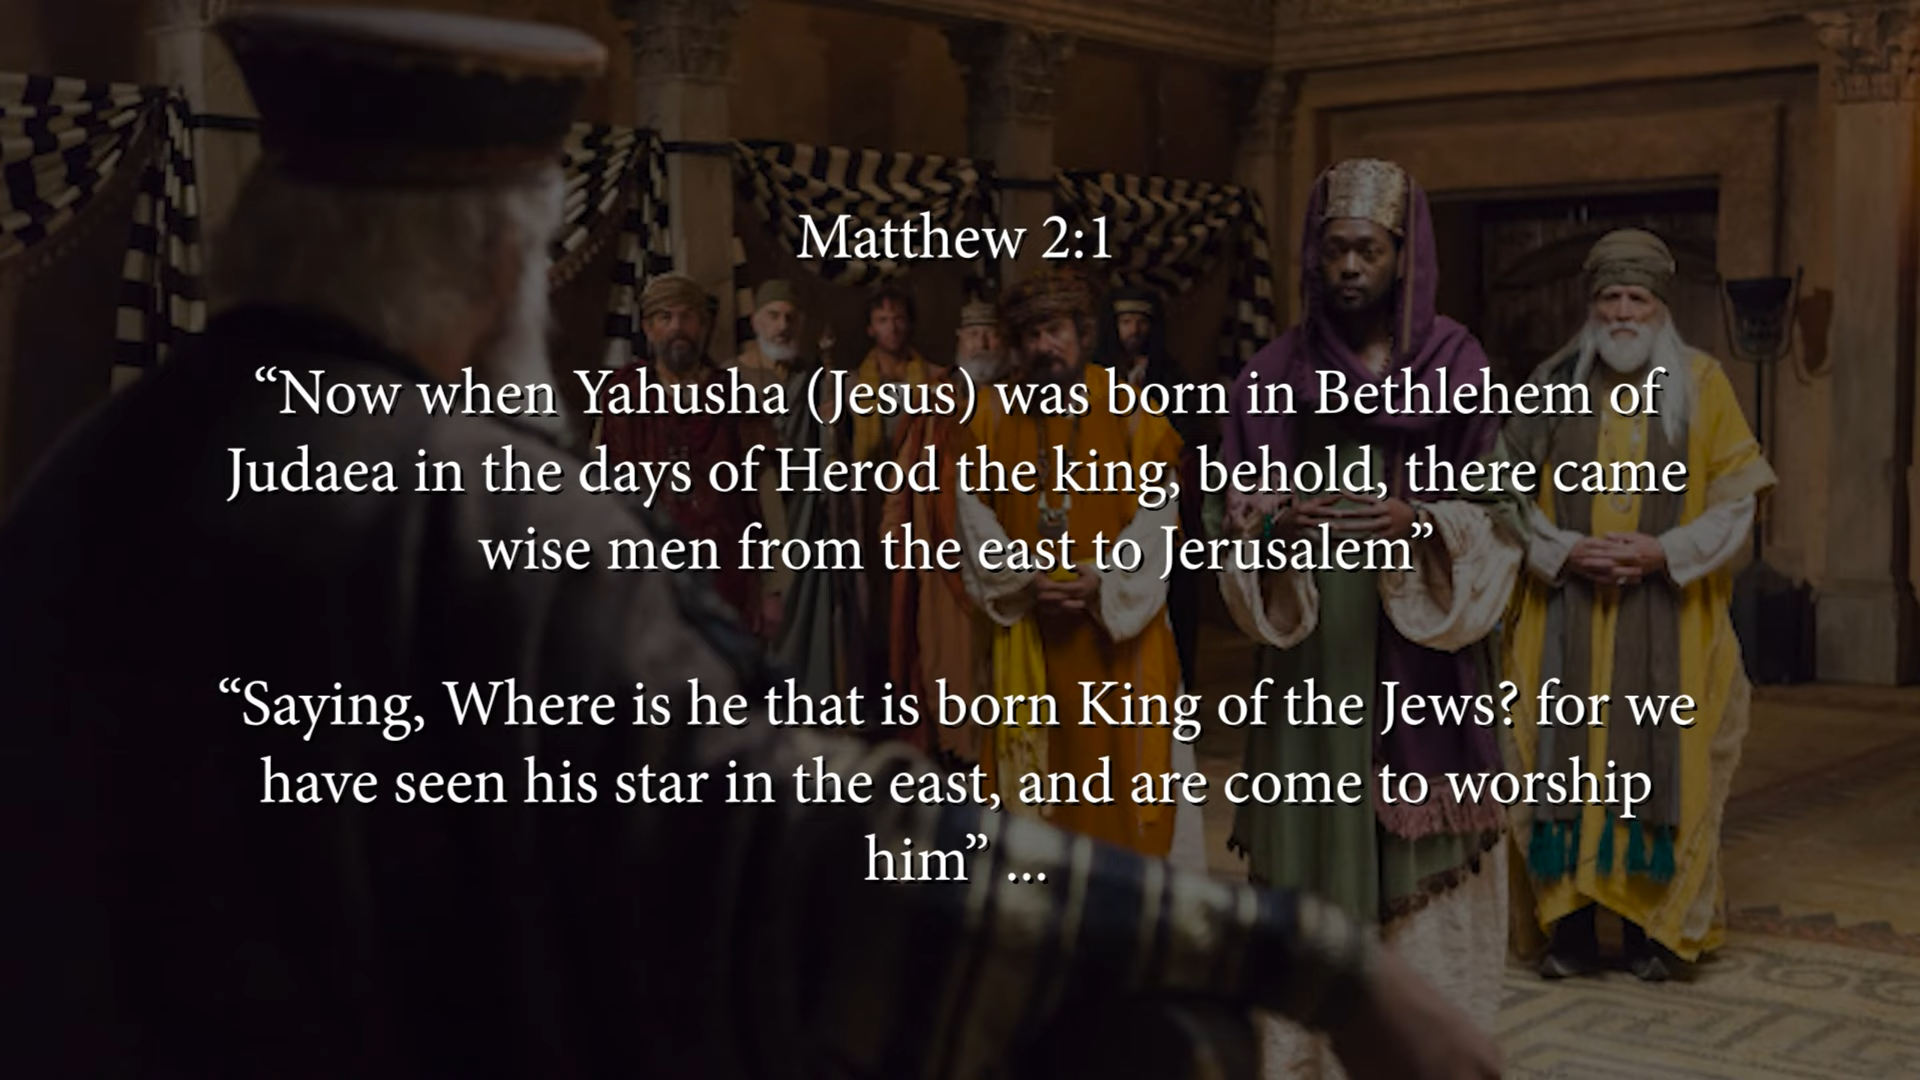 Matthew 2:1
“Now when Yahusha (Jesus) was born in Bethlehem of
Judaea in the days of Herod the king, behold, there came
wise men from the east to Jerusalem”
“Saying, Where is he that is born King of the Jews? for we
have seen his star in the east, and are come to worship
him” ...